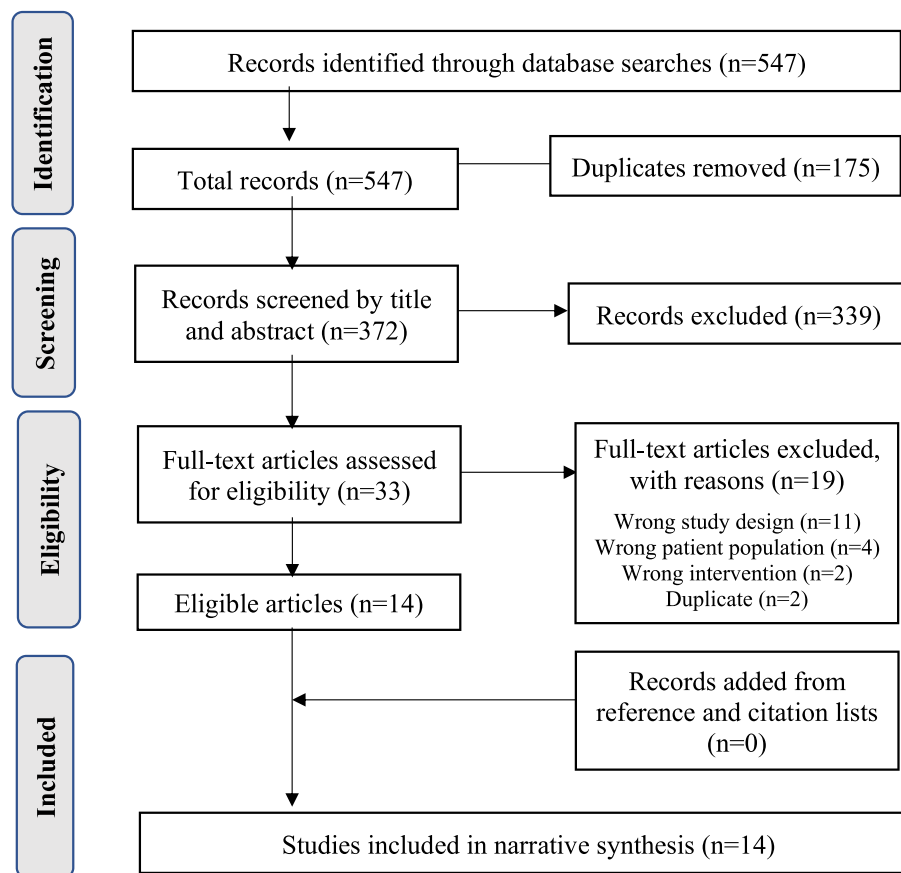 Identification
Records identified through database searches (n=547)
Total records (n=547)
Duplicates removed (n=175)
Screening
Records screened by title
and abstract (n=372)
Records excluded (n=339)
Eligibility
Full-text articles assessed
for eligibility (n=33)
Full-text articles excluded,
with reasons (n=19)
Wrong study design (n=11)
Wrong patient population (n=4)
Wrong intervention (n=2)
Duplicate (n=2)
Eligible articles (n=14)
Included
Records added from
reference and citation lists
(n=0)
Studies included in narrative synthesis (n=14)